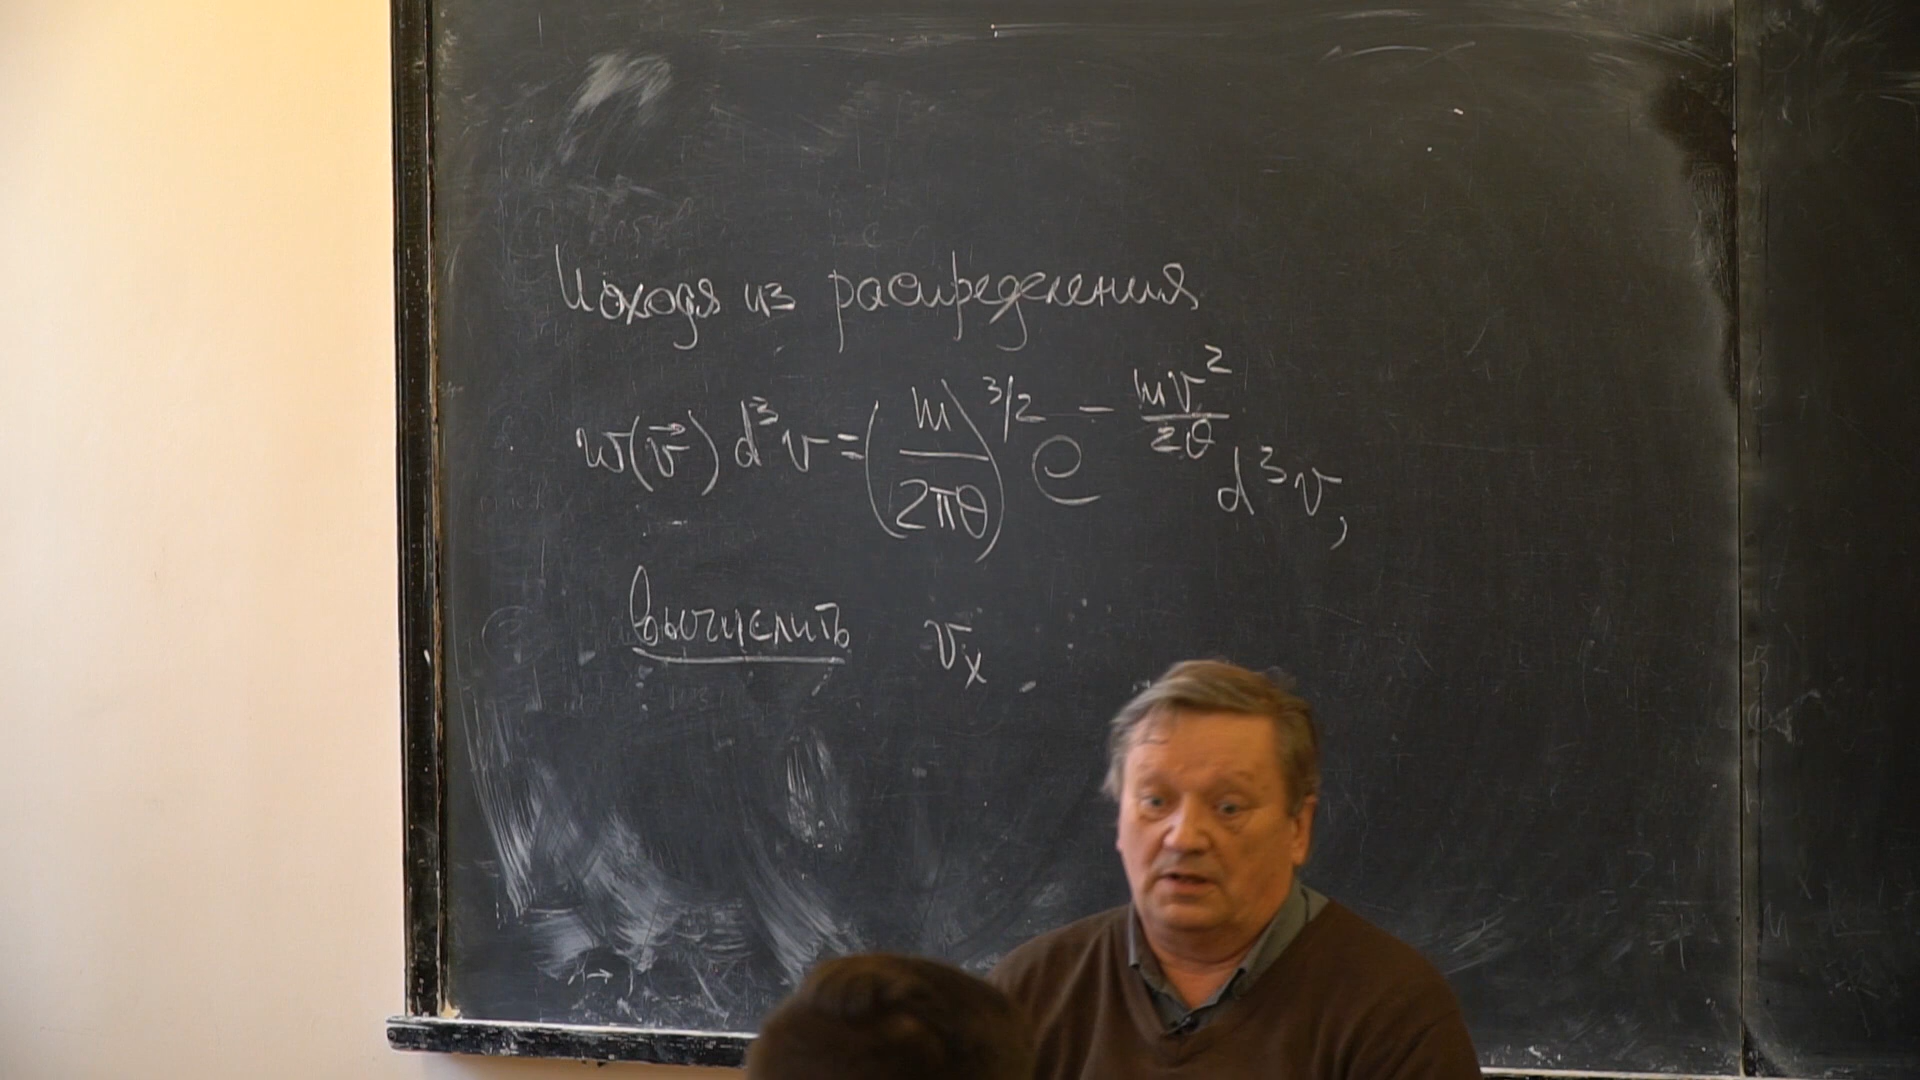 Исходя из распределения
w(v⃗) d³v = (m/2πθ)^3/2 e^−mv²/2θ d³v,
вычислить v_x